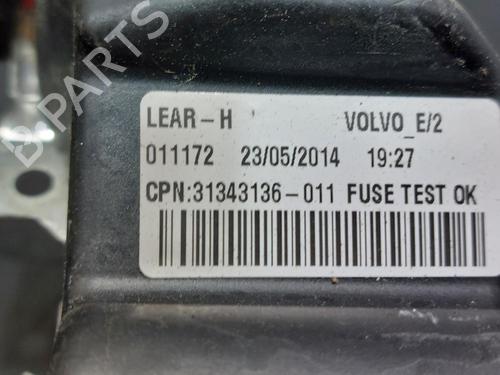 B-PARTS
LEAR-H VOLVO_E/2
011172 23/05/2014 19:27
CPN:31343136-011 FUSE TEST OK